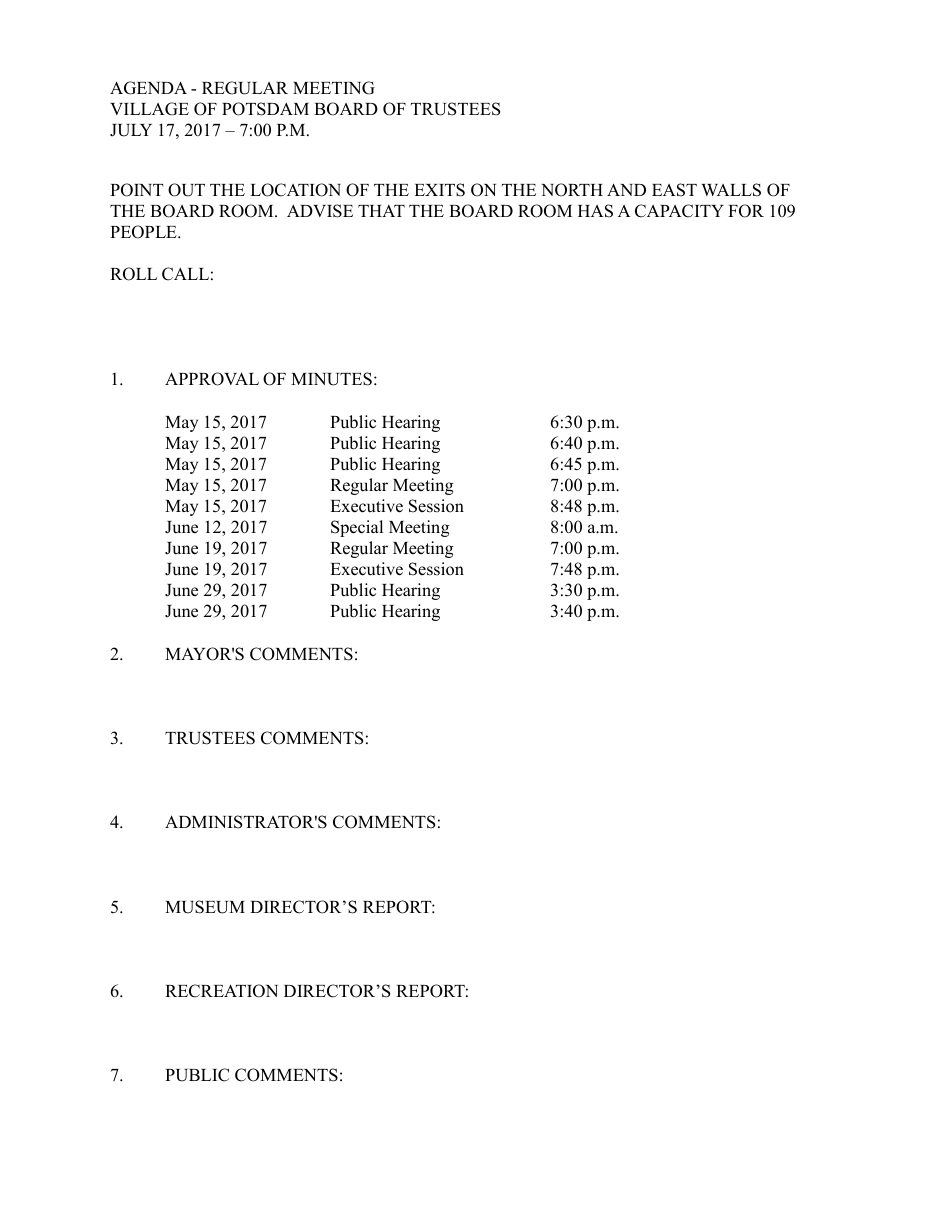 AGENDA - REGULAR MEETING
VILLAGE OF POTSDAM BOARD OF TRUSTEES
JULY 17, 2017 – 7:00 P.M.
POINT OUT THE LOCATION OF THE EXITS ON THE NORTH AND EAST WALLS OF
THE BOARD ROOM.  ADVISE THAT THE BOARD ROOM HAS A CAPACITY FOR 109
PEOPLE.
ROLL CALL:
1. APPROVAL OF MINUTES:
May 15, 2017 Public Hearing 6:30 p.m.
May 15, 2017 Public Hearing 6:40 p.m.
May 15, 2017 Public Hearing 6:45 p.m.
May 15, 2017 Regular Meeting 7:00 p.m.
May 15, 2017 Executive Session 8:48 p.m.
June 12, 2017 Special Meeting 8:00 a.m.
June 19, 2017 Regular Meeting 7:00 p.m.
June 19, 2017 Executive Session 7:48 p.m.
June 29, 2017 Public Hearing 3:30 p.m.
June 29, 2017 Public Hearing 3:40 p.m.
2. MAYOR'S COMMENTS:
3. TRUSTEES COMMENTS:
4. ADMINISTRATOR'S COMMENTS:
5. MUSEUM DIRECTOR’S REPORT:
6. RECREATION DIRECTOR’S REPORT:
7. PUBLIC COMMENTS: